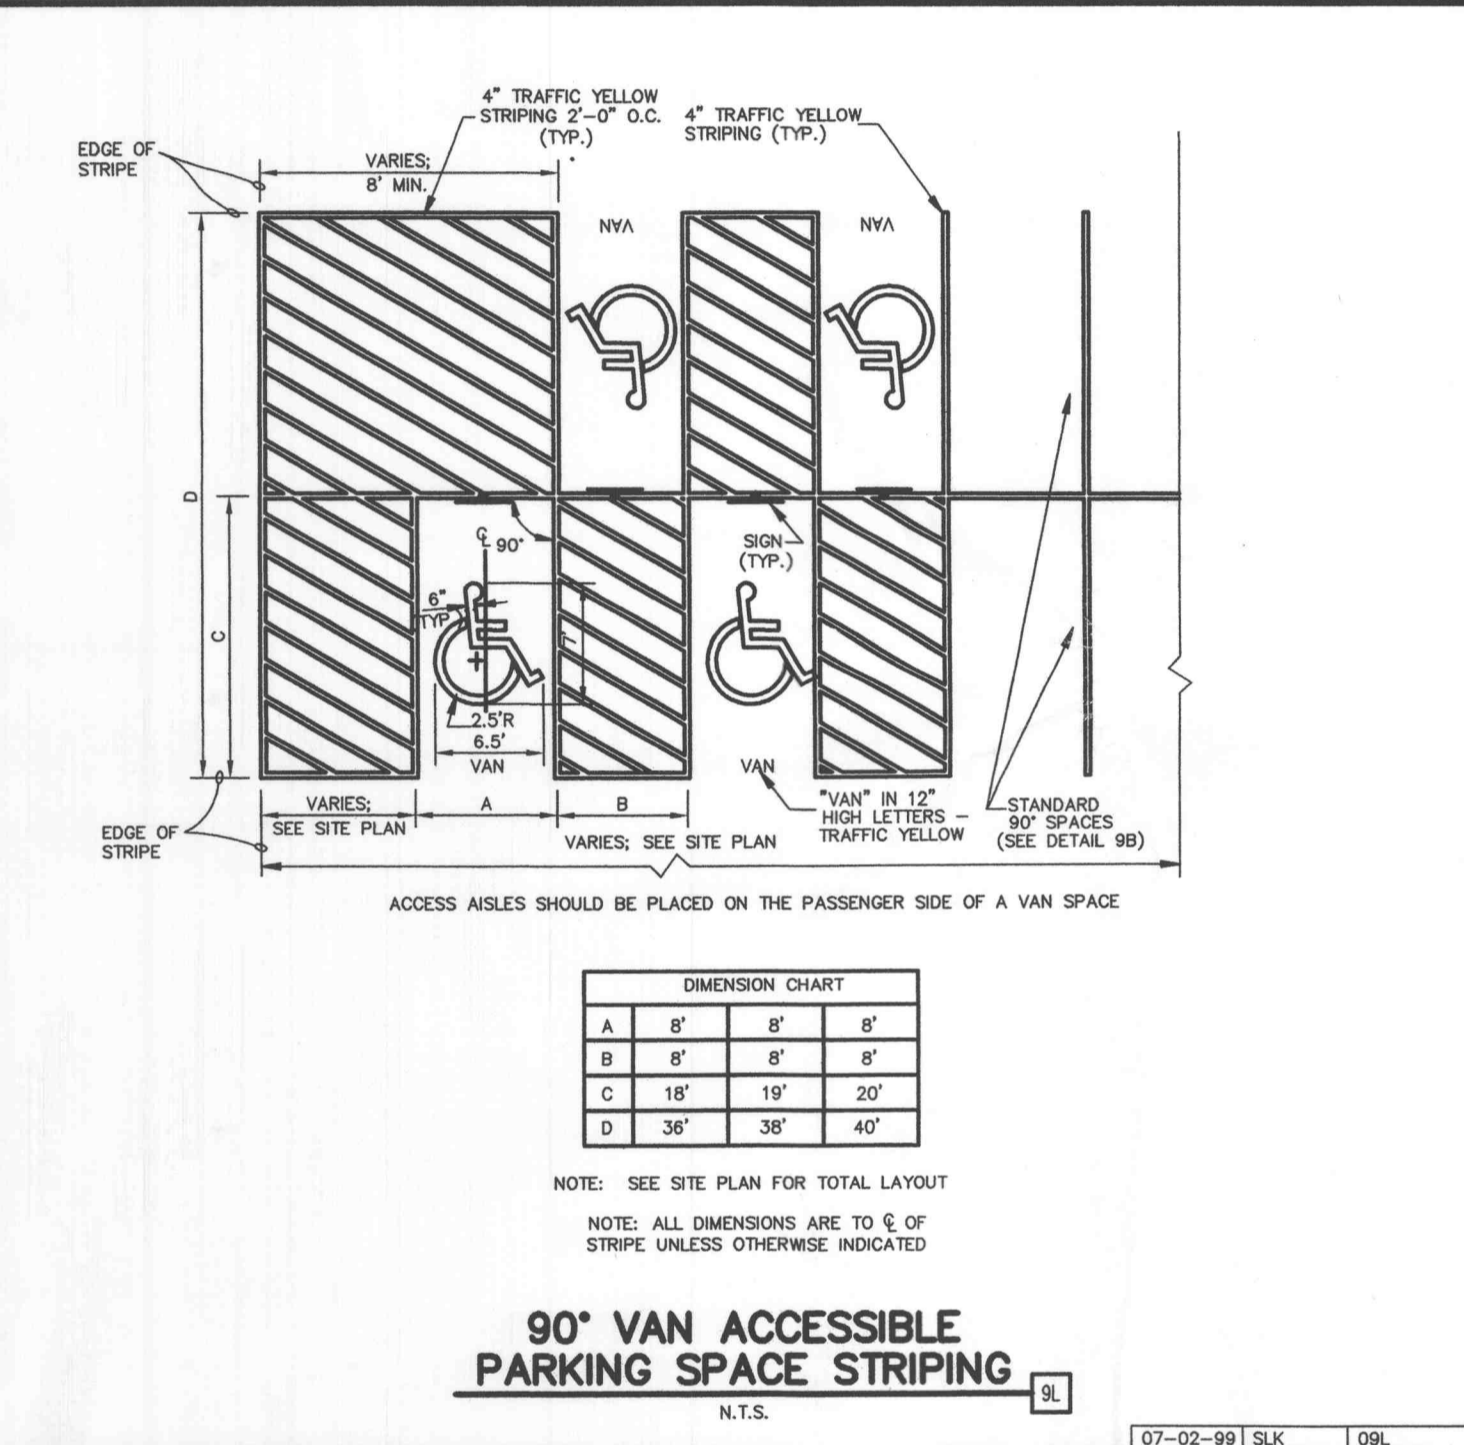 4" TRAFFIC YELLOW
STRIPING 2'-0" O.C.
(TYP.)
4" TRAFFIC YELLOW
STRIPING (TYP.)
EDGE OF
STRIPE
VARIES;
8' MIN.
VAN
VAN
D
C
℄ 90°
SIGN
(TYP.)
6"
TYP
7'
2.5'R
6.5'
VAN
VAN
VARIES;
SEE SITE PLAN
A
B
VARIES; SEE SITE PLAN
"VAN" IN 12"
HIGH LETTERS –
TRAFFIC YELLOW
STANDARD
90° SPACES
(SEE DETAIL 9B)
EDGE OF
STRIPE
ACCESS AISLES SHOULD BE PLACED ON THE PASSENGER SIDE OF A VAN SPACE
DIMENSION CHART
A 8' 8' 8'
B 8' 8' 8'
C 18' 19' 20'
D 36' 38' 40'
NOTE: SEE SITE PLAN FOR TOTAL LAYOUT
NOTE: ALL DIMENSIONS ARE TO ℄ OF
STRIPE UNLESS OTHERWISE INDICATED
90° VAN ACCESSIBLE
PARKING SPACE STRIPING
9L
N.T.S.
07-02-99 SLK 09L